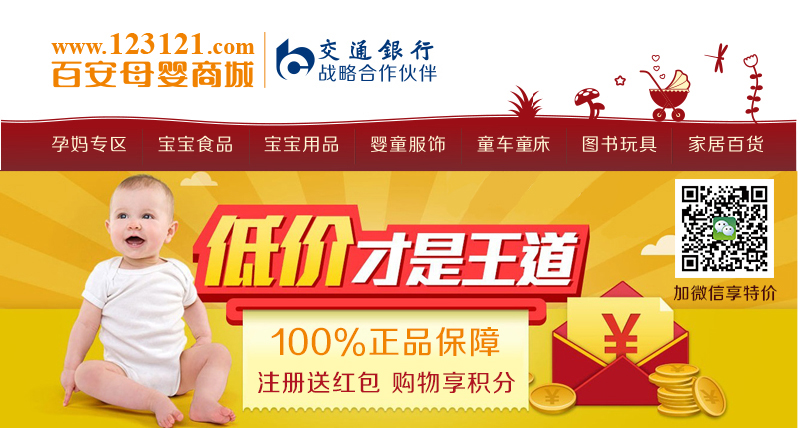 www.123121.com
百安母婴商城
交通銀行
战略合作伙伴
孕妈专区 宝宝食品 宝宝用品 婴童服饰 童车童床 图书玩具 家居百货
低价才是王道
100%正品保障
注册送红包 购物享积分
¥
加微信享特价